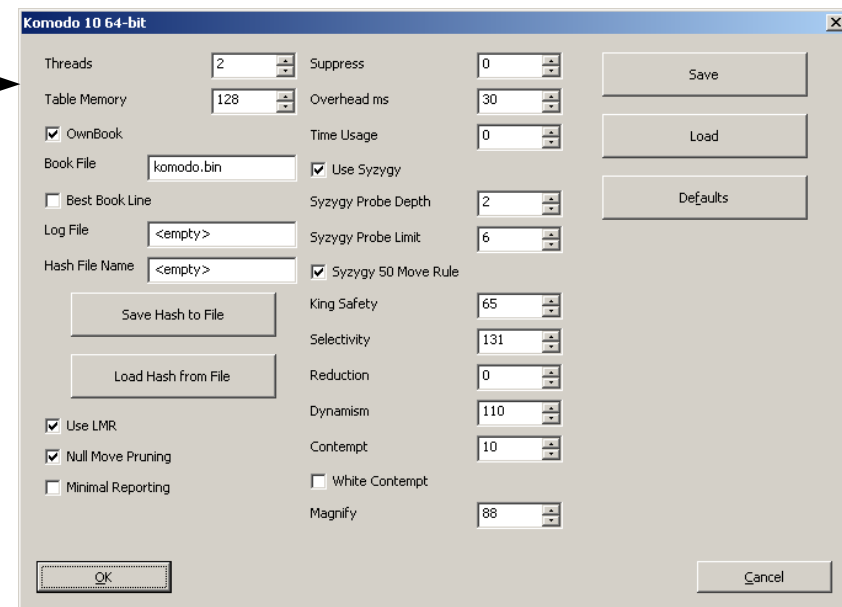 Komodo 10 64-bit
Threads 2
Table Memory 128
OwnBook
Book File komodo.bin
Best Book Line
Log File <empty>
Hash File Name <empty>
Save Hash to File
Load Hash from File
Use LMR
Null Move Pruning
Minimal Reporting
Suppress 0
Overhead ms 30
Time Usage 0
Use Syzygy
Syzygy Probe Depth 2
Syzygy Probe Limit 6
Syzygy 50 Move Rule
King Safety 65
Selectivity 131
Reduction 0
Dynamism 110
Contempt 10
White Contempt
Magnify 88
Save
Load
Defaults
OK
Cancel